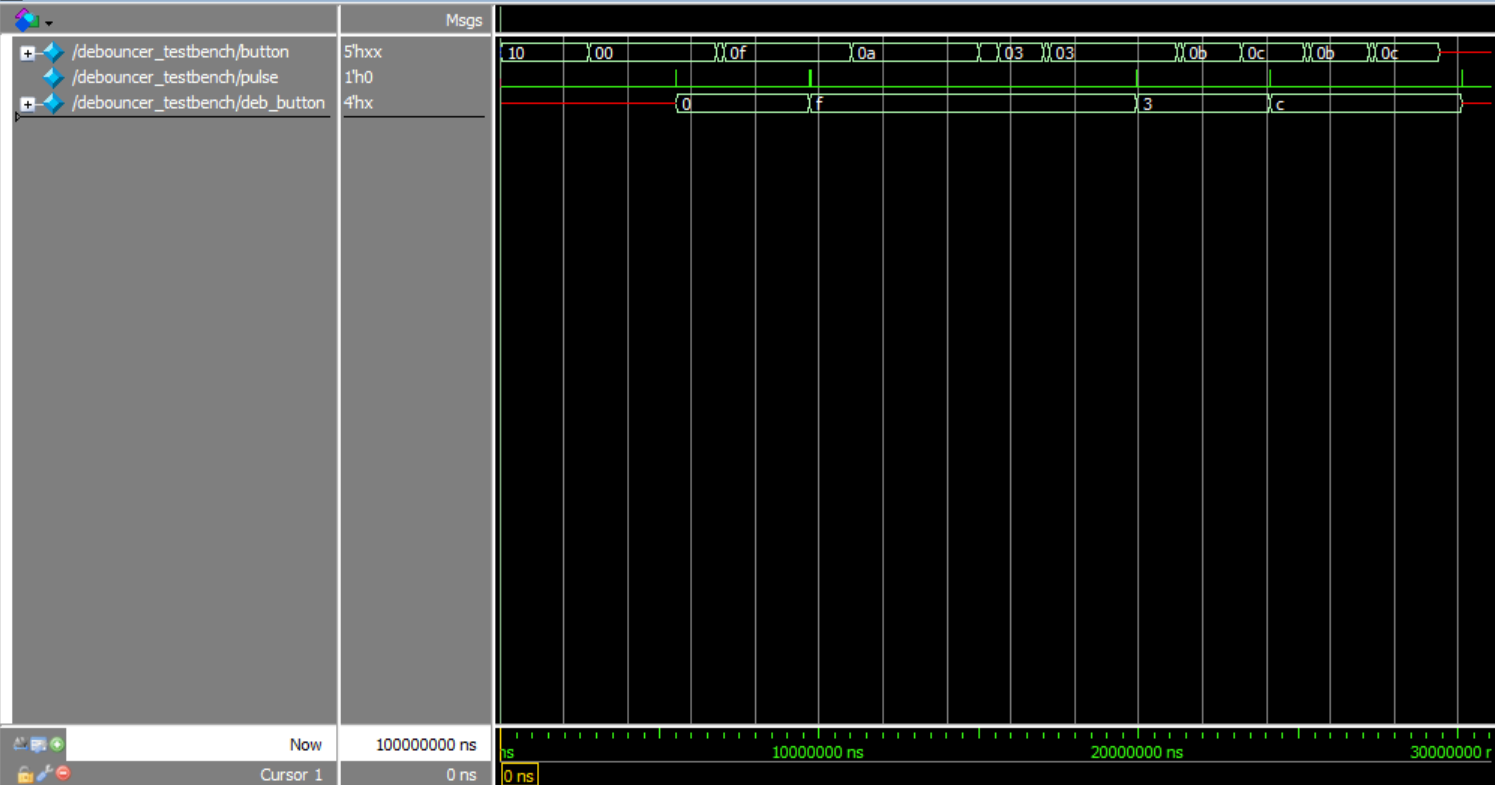 Msgs
/debouncer_testbench/button 5'hxx 10 00 0f 0a 03 03 0b 0c 0b 0c
/debouncer_testbench/pulse 1'h0
/debouncer_testbench/deb_button 4'hx 0 f 3 c
Now 100000000 ns ns 10000000 ns 20000000 ns 30000000 r
Cursor 1 0 ns 0 ns